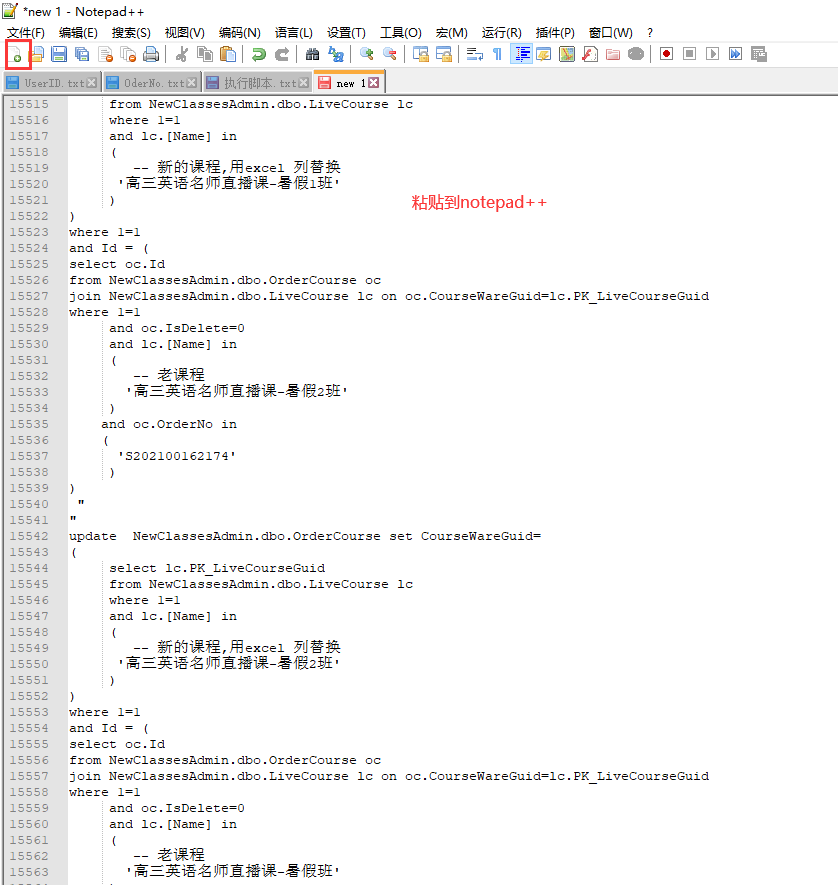 *new 1 - Notepad++
文件(F) 编辑(E) 搜索(S) 视图(V) 编码(N) 语言(L) 设置(T) 工具(O) 宏(M) 运行(R) 插件(P) 窗口(W) ?
UserID.txt OderNo.txt 执行脚本.txt new 1
15515 from NewClassesAdmin.dbo.LiveCourse lc
15516 where 1=1
15517 and lc.[Name] in
15518 (
15519 -- 新的课程,用excel 列替换
15520 '高三英语名师直播课-暑假1班'
15521 )
粘贴到notepad++
15522 )
15523 where 1=1
15524 and Id = (
15525 select oc.Id
15526 from NewClassesAdmin.dbo.OrderCourse oc
15527 join NewClassesAdmin.dbo.LiveCourse lc on oc.CourseWareGuid=lc.PK_LiveCourseGuid
15528 where 1=1
15529 and oc.IsDelete=0
15530 and lc.[Name] in
15531 (
15532 -- 老课程
15533 '高三英语名师直播课-暑假2班'
15534 )
15535 and oc.OrderNo in
15536 (
15537 'S202100162174'
15538 )
15539 )
15540 "
15541 "
15542 update  NewClassesAdmin.dbo.OrderCourse set CourseWareGuid=
15543 (
15544 select lc.PK_LiveCourseGuid
15545 from NewClassesAdmin.dbo.LiveCourse lc
15546 where 1=1
15547 and lc.[Name] in
15548 (
15549 -- 新的课程,用excel 列替换
15550 '高三英语名师直播课-暑假2班'
15551 )
15552 )
15553 where 1=1
15554 and Id = (
15555 select oc.Id
15556 from NewClassesAdmin.dbo.OrderCourse oc
15557 join NewClassesAdmin.dbo.LiveCourse lc on oc.CourseWareGuid=lc.PK_LiveCourseGuid
15558 where 1=1
15559 and oc.IsDelete=0
15560 and lc.[Name] in
15561 (
15562 -- 老课程
15563 '高三英语名师直播课-暑假班'